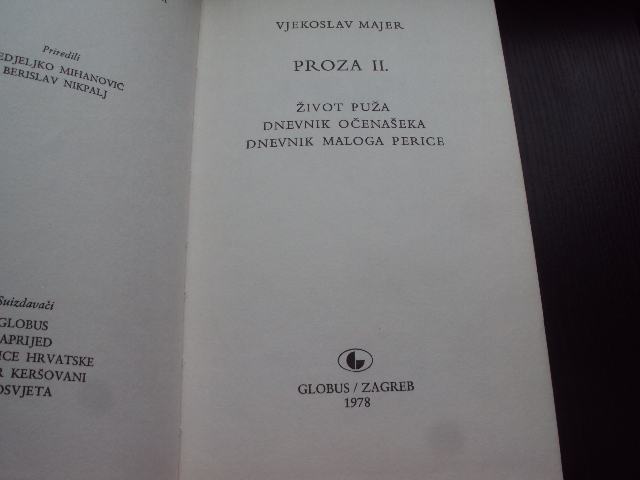 Priredili
EDJELJKO MIHANOVIĆ
BERISLAV NIKPALJ
Suizdavači
GLOBUS
APRIJED
ICE HRVATSKE
R KERŠOVANI
OSVJETA
VJEKOSLAV MAJER
PROZA II.
ŽIVOT PUŽA
DNEVNIK OČENAŠEKA
DNEVNIK MALOGA PERICE
G
GLOBUS / ZAGREB
1978